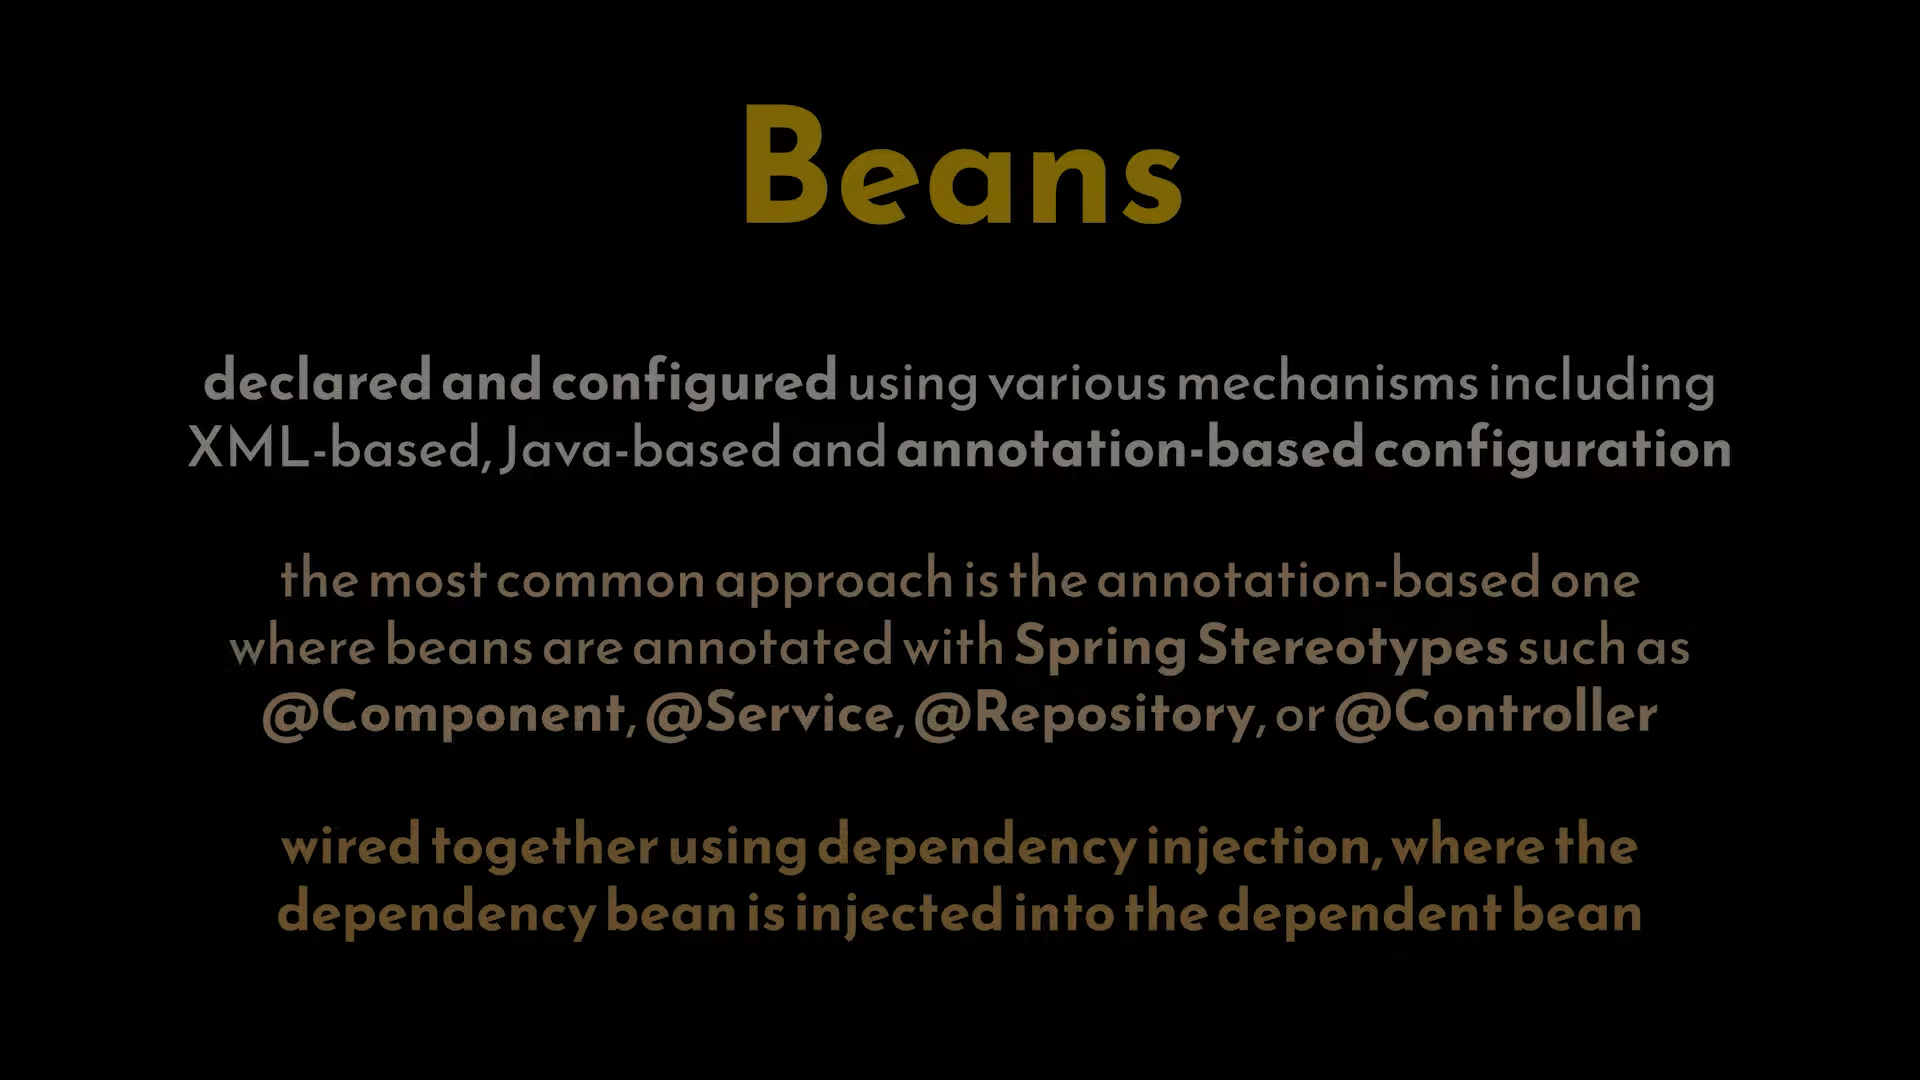 Beans
declared and configured using various mechanisms including
XML-based, Java-based and annotation-based configuration
the most common approach is the annotation-based one
where beans are annotated with Spring Stereotypes such as
@Component, @Service, @Repository, or @Controller
wired together using dependency injection, where the
dependency bean is injected into the dependent bean